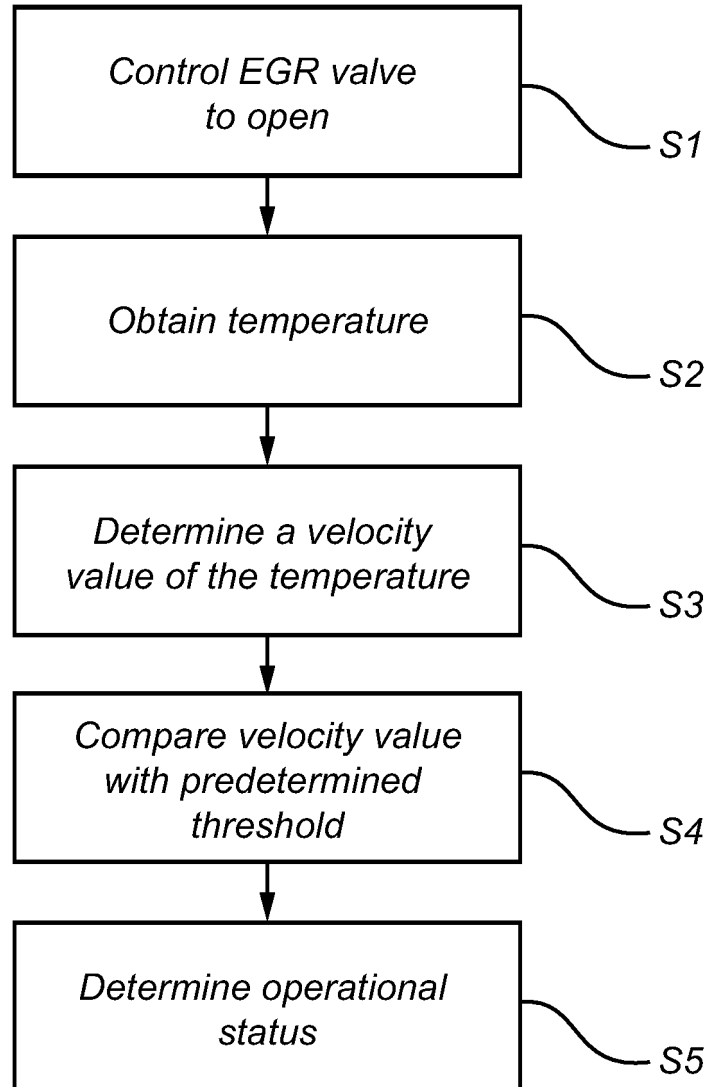 Control EGR valve
to open
S1
Obtain temperature
S2
Determine a velocity
value of the temperature
S3
Compare velocity value
with predetermined
threshold
S4
Determine operational
status
S5